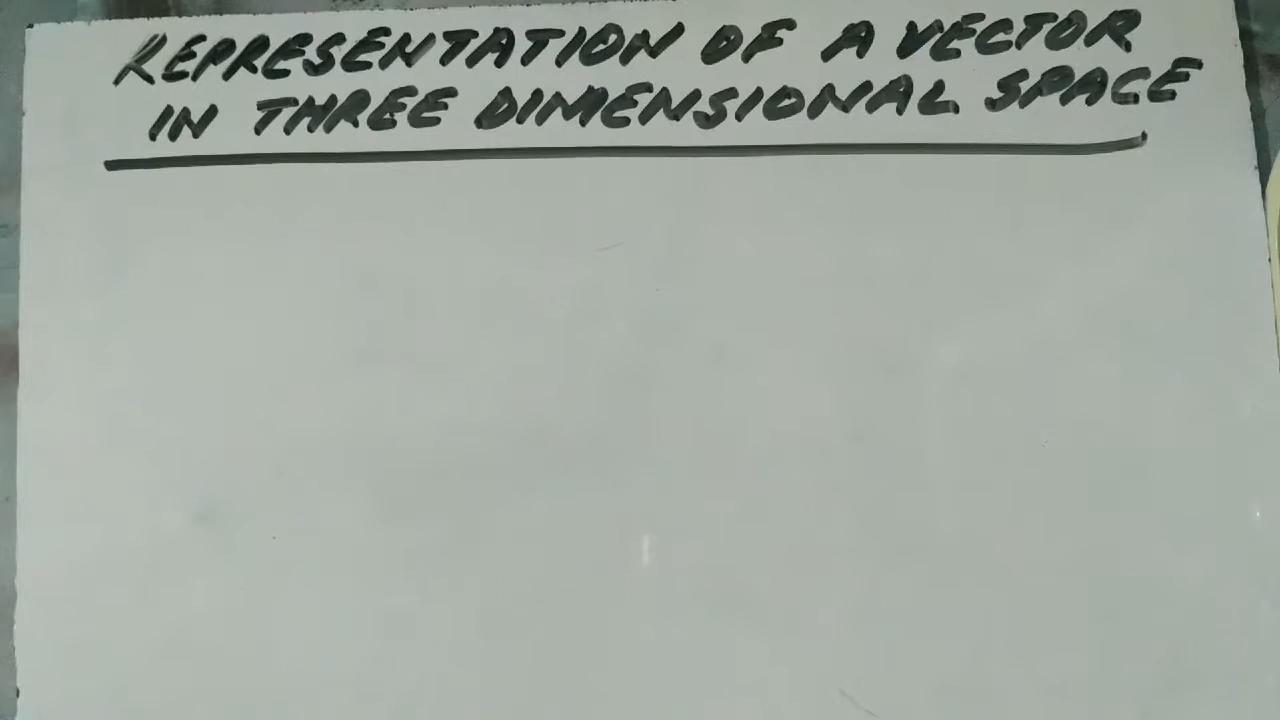 REPRESENTATION OF A VECTOR
IN THREE DIMENSIONAL SPACE